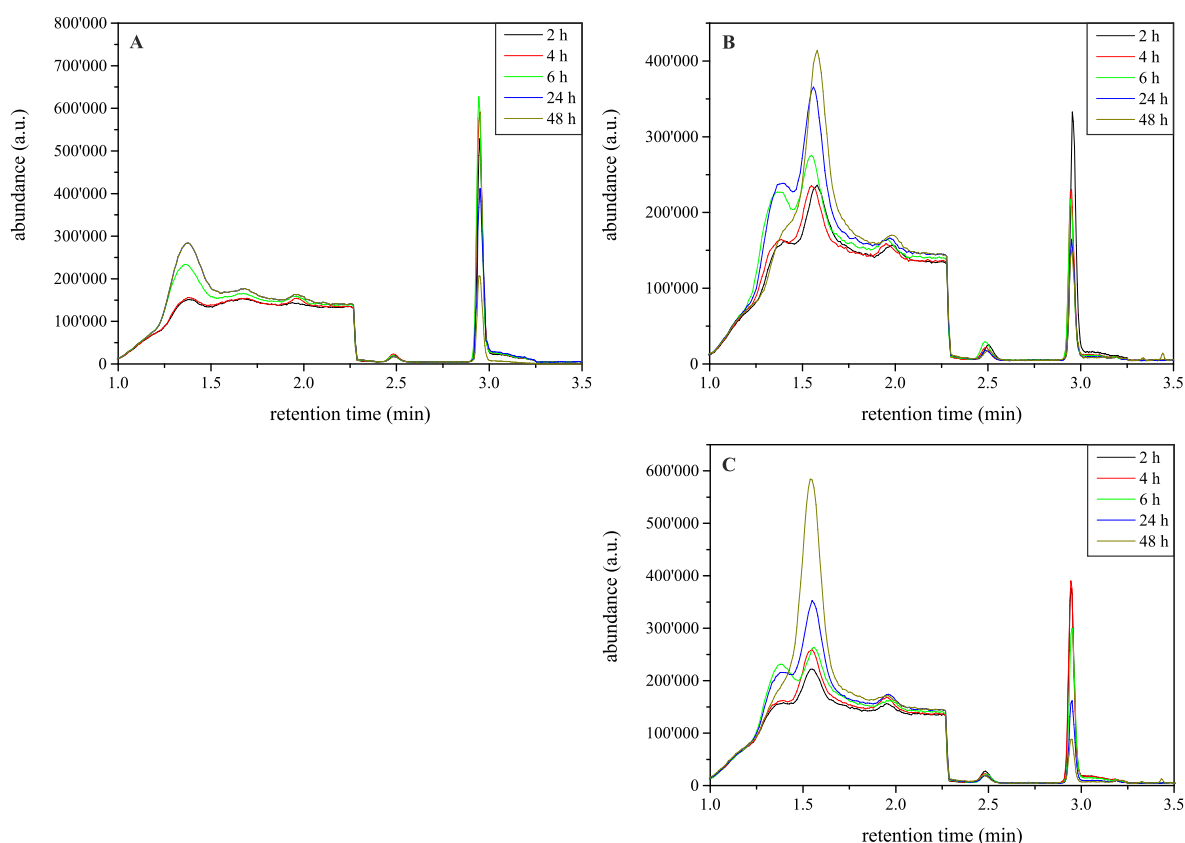 A
800'000
700'000
600'000
500'000
400'000
300'000
200'000
100'000
0
abundance (a.u.)
1.0 1.5 2.0 2.5 3.0 3.5
retention time (min)
2 h
4 h
6 h
24 h
48 h
B
400'000
300'000
200'000
100'000
0
abundance (a.u.)
1.0 1.5 2.0 2.5 3.0 3.5
retention time (min)
2 h
4 h
6 h
24 h
48 h
C
600'000
500'000
400'000
300'000
200'000
100'000
0
abundance (a.u.)
1.0 1.5 2.0 2.5 3.0 3.5
retention time (min)
2 h
4 h
6 h
24 h
48 h